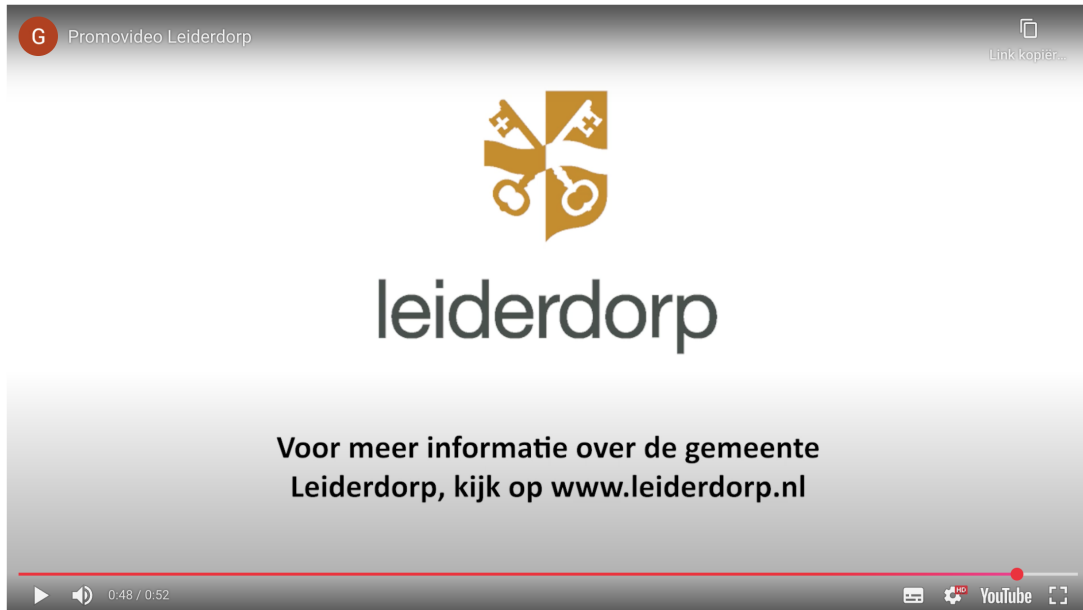 G Promovideo Leiderdorp
Link kopiër...
leiderdorp
Voor meer informatie over de gemeente
Leiderdorp, kijk op www.leiderdorp.nl
0:48 / 0:52
HD
YouTube